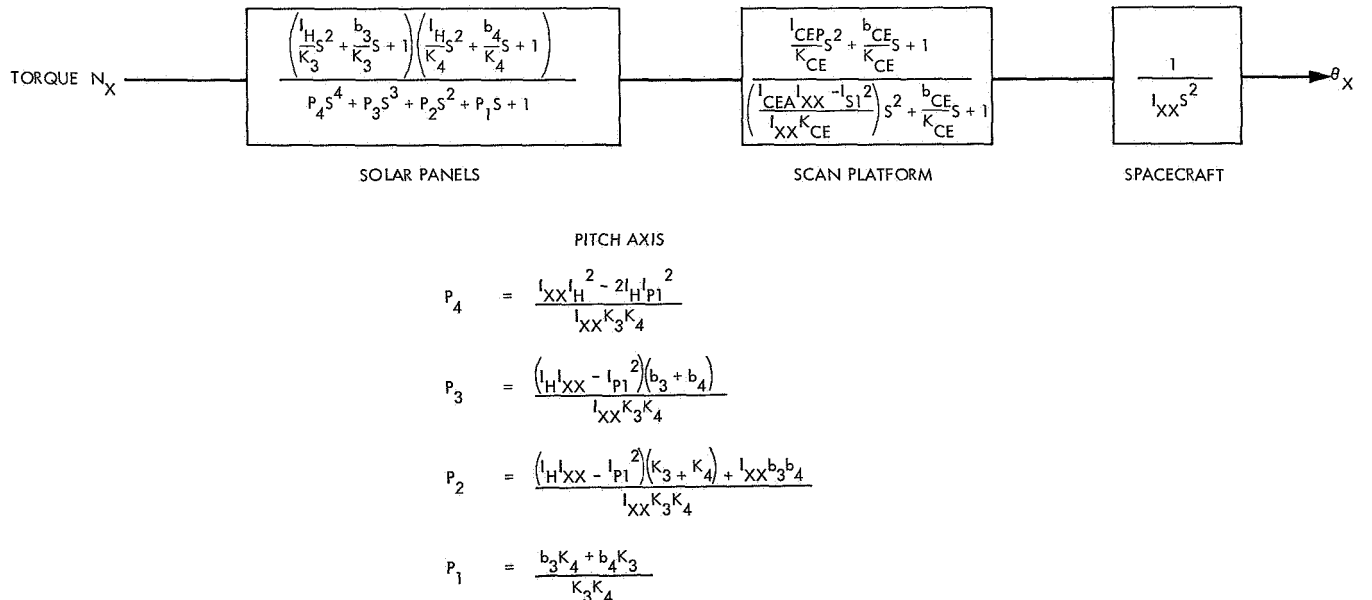 TORQUE N_X
(I_H/K_3 S^2 + b_3/K_3 S + 1)(I_H/K_4 S^2 + b_4/K_4 S + 1)
P_4S^4 + P_3S^3 + P_2S^2 + P_1S + 1
I_CEP/K_CE S^2 + b_CE/K_CE S + 1
(I_CEA I_XX - I_S1^2 / I_XX K_CE) S^2 + b_CE/K_CE S + 1
1
I_XX S^2
θ_X
SOLAR PANELS
SCAN PLATFORM
SPACECRAFT
PITCH AXIS
P_4 = I_XX I_H^2 - 2I_H I_P1^2 / I_XX K_3 K_4
P_3 = (I_H I_XX - I_P1^2)(b_3 + b_4) / I_XX K_3 K_4
P_2 = (I_H I_XX - I_P1^2)(K_3 + K_4) + I_XX b_3 b_4 / I_XX K_3 K_4
P_1 = b_3 K_4 + b_4 K_3 / K_3 K_4